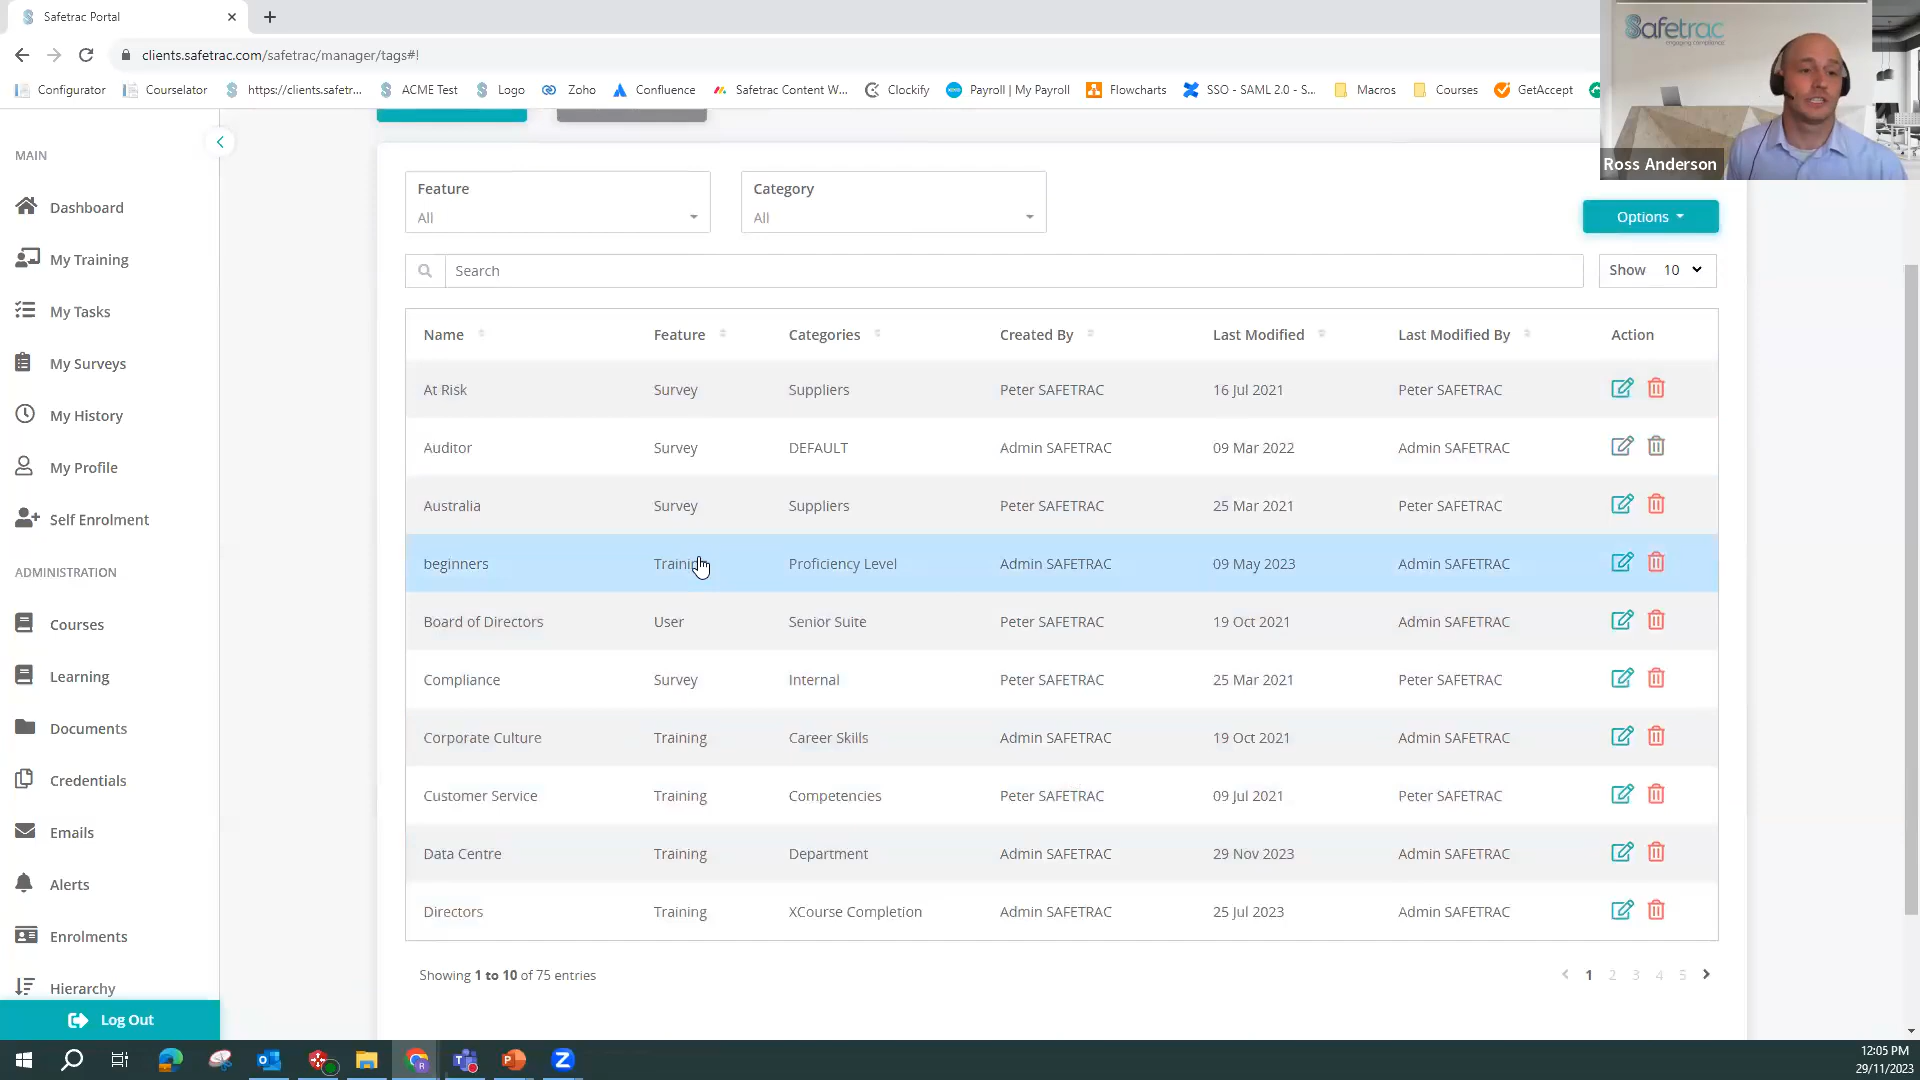 Safetrac Portal
clients.safetrac.com/safetrac/manager/tags#!
Configurator
Courselator
https://clients.safetr...
ACME Test
Logo
Zoho
Confluence
Safetrac Content W...
Clockify
Payroll | My Payroll
Flowcharts
SSO - SAML 2.0 - S...
Macros
Courses
GetAccept
Safetrac
engaging compliance
Ross Anderson
MAIN
Dashboard
My Training
My Tasks
My Surveys
My History
My Profile
Self Enrolment
ADMINISTRATION
Courses
Learning
Documents
Credentials
Emails
Alerts
Enrolments
Hierarchy
Log Out
Feature
All
Category
All
Options
Search
Show 10
Name Feature Categories Created By Last Modified Last Modified By Action
At Risk Survey Suppliers Peter SAFETRAC 16 Jul 2021 Peter SAFETRAC
Auditor Survey DEFAULT Admin SAFETRAC 09 Mar 2022 Admin SAFETRAC
Australia Survey Suppliers Peter SAFETRAC 25 Mar 2021 Peter SAFETRAC
beginners Training Proficiency Level Admin SAFETRAC 09 May 2023 Admin SAFETRAC
Board of Directors User Senior Suite Peter SAFETRAC 19 Oct 2021 Admin SAFETRAC
Compliance Survey Internal Peter SAFETRAC 25 Mar 2021 Peter SAFETRAC
Corporate Culture Training Career Skills Admin SAFETRAC 19 Oct 2021 Admin SAFETRAC
Customer Service Training Competencies Peter SAFETRAC 09 Jul 2021 Peter SAFETRAC
Data Centre Training Department Admin SAFETRAC 29 Nov 2023 Admin SAFETRAC
Directors Training XCourse Completion Admin SAFETRAC 25 Jul 2023 Admin SAFETRAC
Showing 1 to 10 of 75 entries
1 2 3 4 5
12:05 PM
29/11/2023